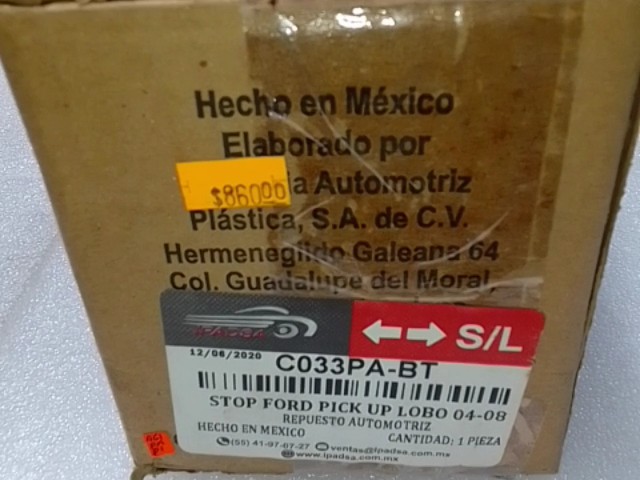 Hecho en México
Elaborado por
$860.00 ia Automotriz
Plástica, S.A. de C.V.
Hermenegildo Galeana 64
Col. Guadalupe del Moral,
IPADSA
S/L
12/06/2020
C033PA-BT
STOP FORD PICK UP LOBO 04-08
REPUESTO AUTOMOTRIZ
HECHO EN MEXICO CANTIDAD: 1 PIEZA
(55) 41-97-07-27 ventas@ipadsa.com.mx
www.ipadsa.com.mx